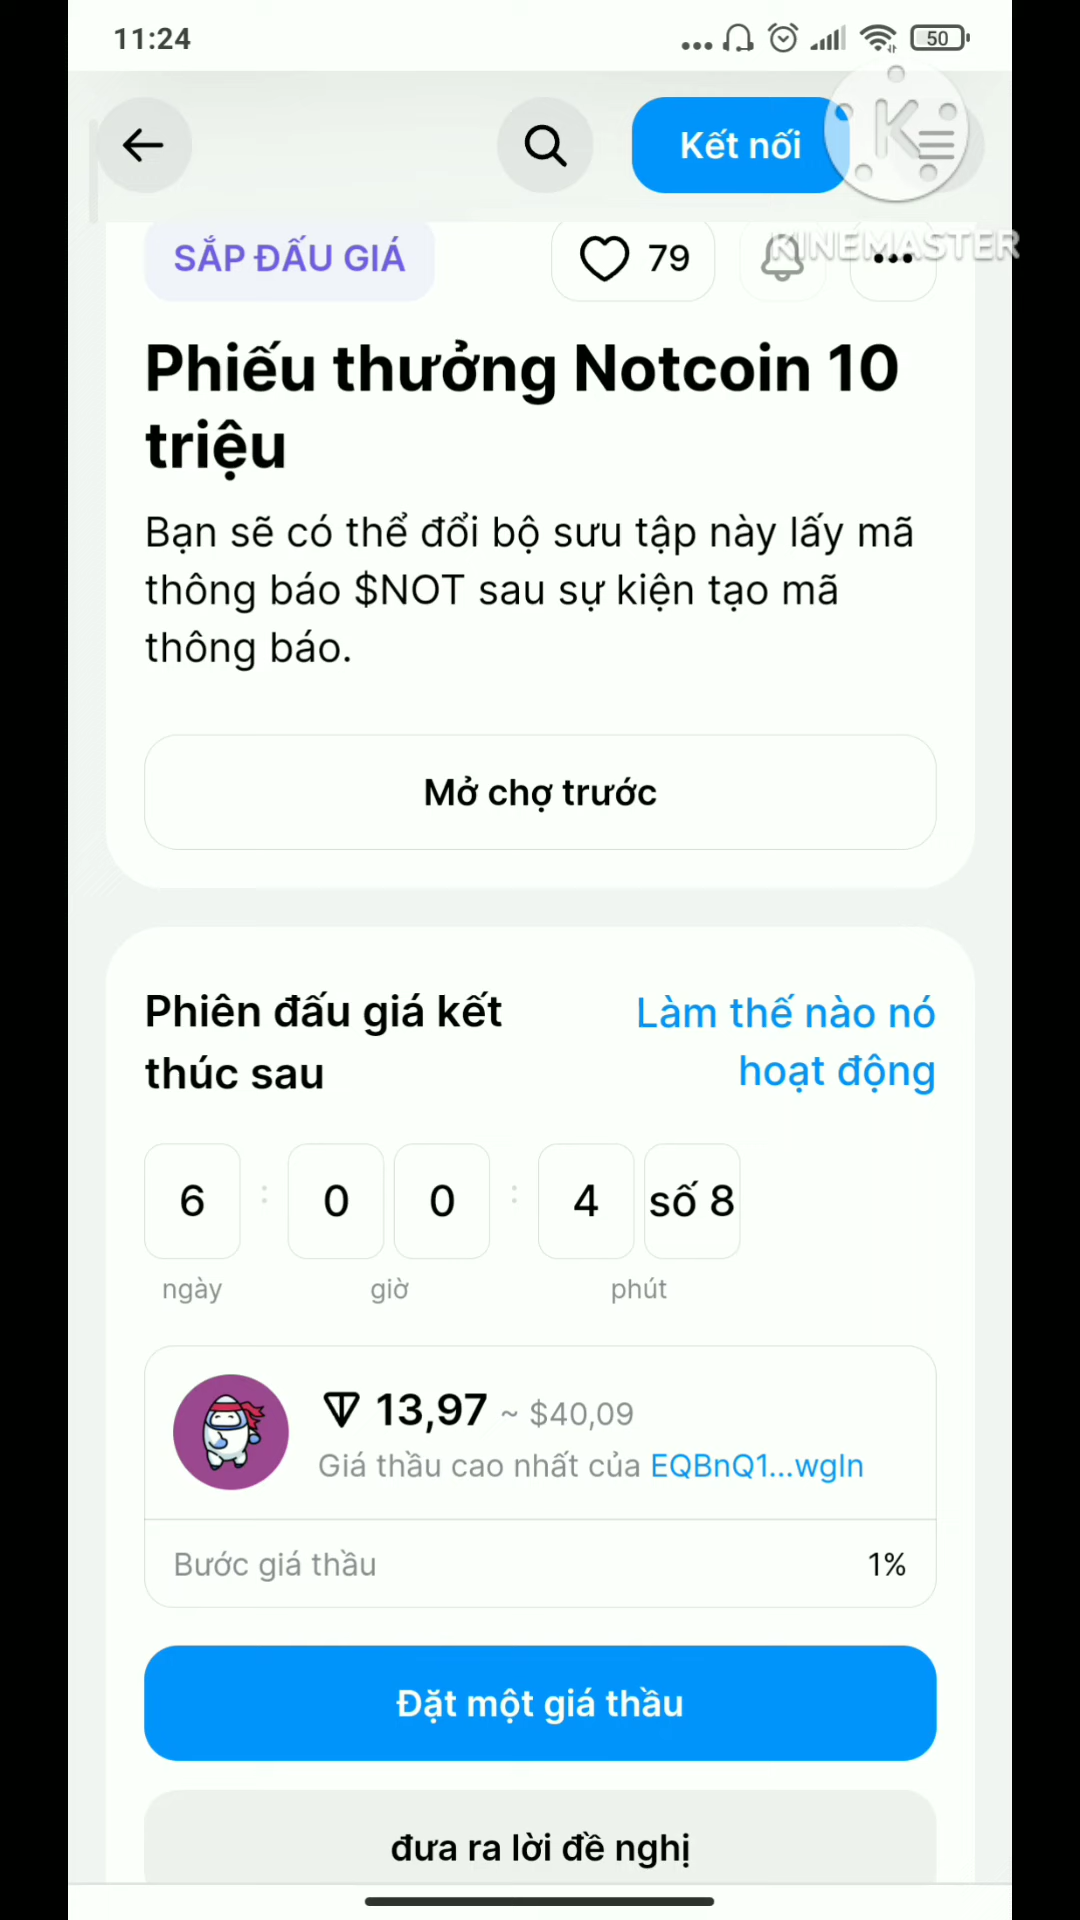 11:24
50
Kết nối
K
KINEMASTER
SẮP ĐẤU GIÁ
79
Phiếu thưởng Notcoin 10
triệu
Bạn sẽ có thể đổi bộ sưu tập này lấy mã
thông báo $NOT sau sự kiện tạo mã
thông báo.
Mở chợ trước
Phiên đấu giá kết
thúc sau
Làm thế nào nó
hoạt động
6 : 0 0 : 4 số 8
ngày giờ phút
13,97 ~ $40,09
Giá thầu cao nhất của EQBnQ1...wgIn
Bước giá thầu 1%
Đặt một giá thầu
đưa ra lời đề nghị